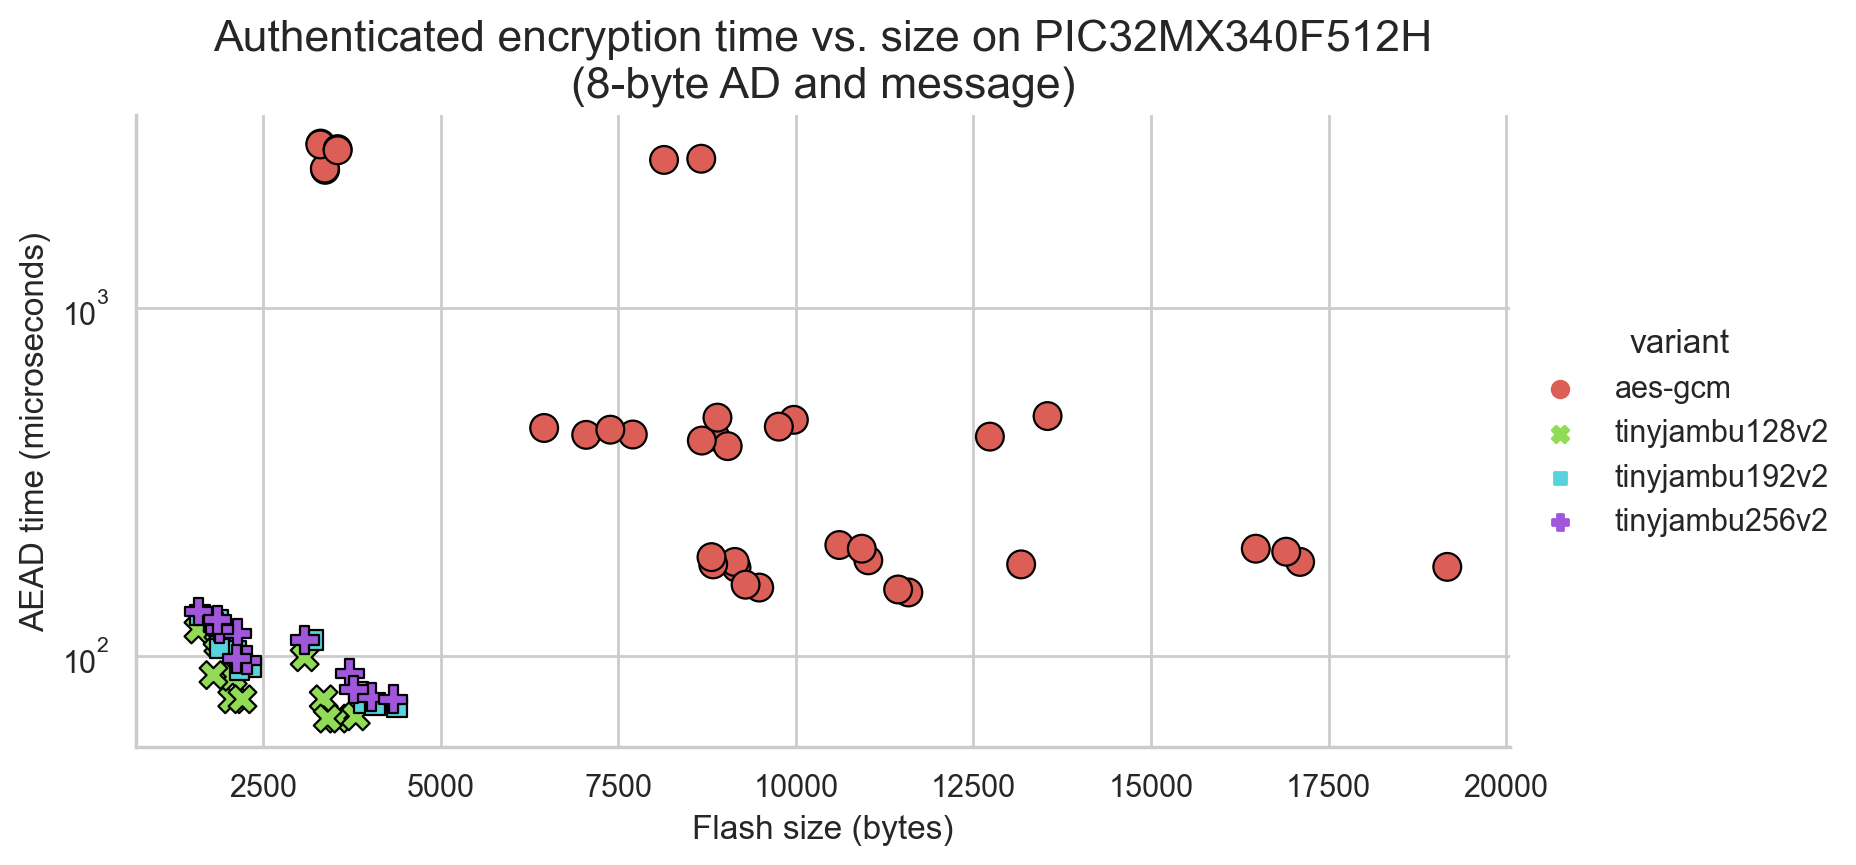 Authenticated encryption time vs. size on PIC32MX340F512H
(8-byte AD and message)
AEAD time (microseconds)
10³
10²
2500 5000 7500 10000 12500 15000 17500 20000
Flash size (bytes)
variant
aes-gcm
tinyjambu128v2
tinyjambu192v2
tinyjambu256v2